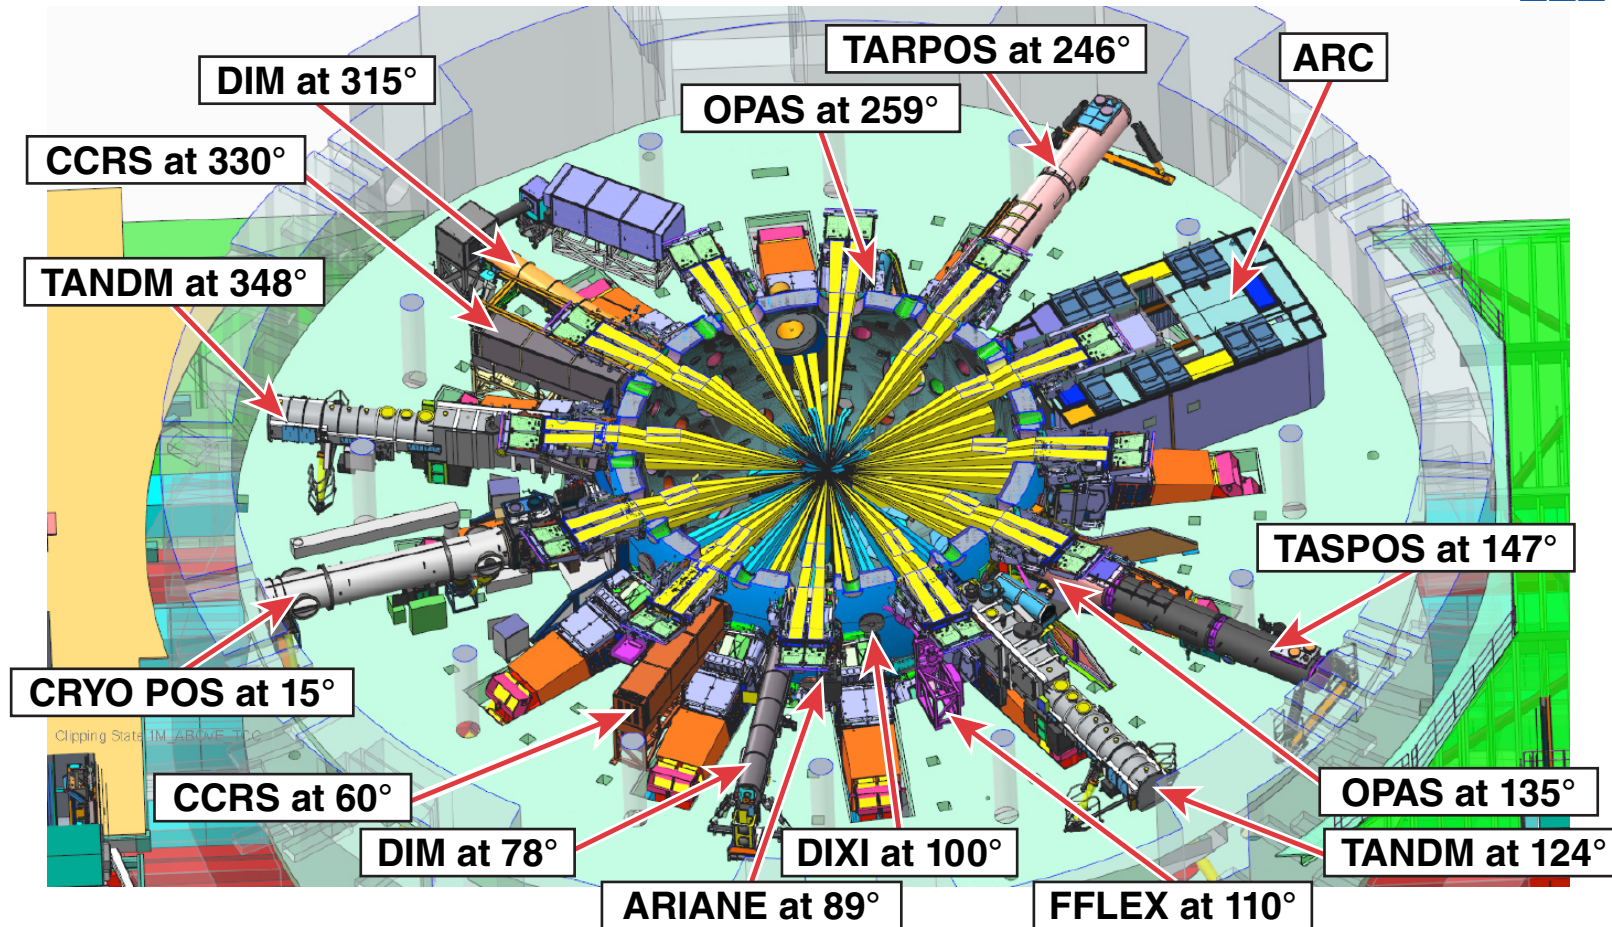 TARPOS at 246°
ARC
DIM at 315°
OPAS at 259°
CCRS at 330°
TANDM at 348°
TASPOS at 147°
CRYO POS at 15°
Clipping State 1M_ABOVE_TCC
CCRS at 60°
OPAS at 135°
DIM at 78°
DIXI at 100°
TANDM at 124°
ARIANE at 89°
FFLEX at 110°